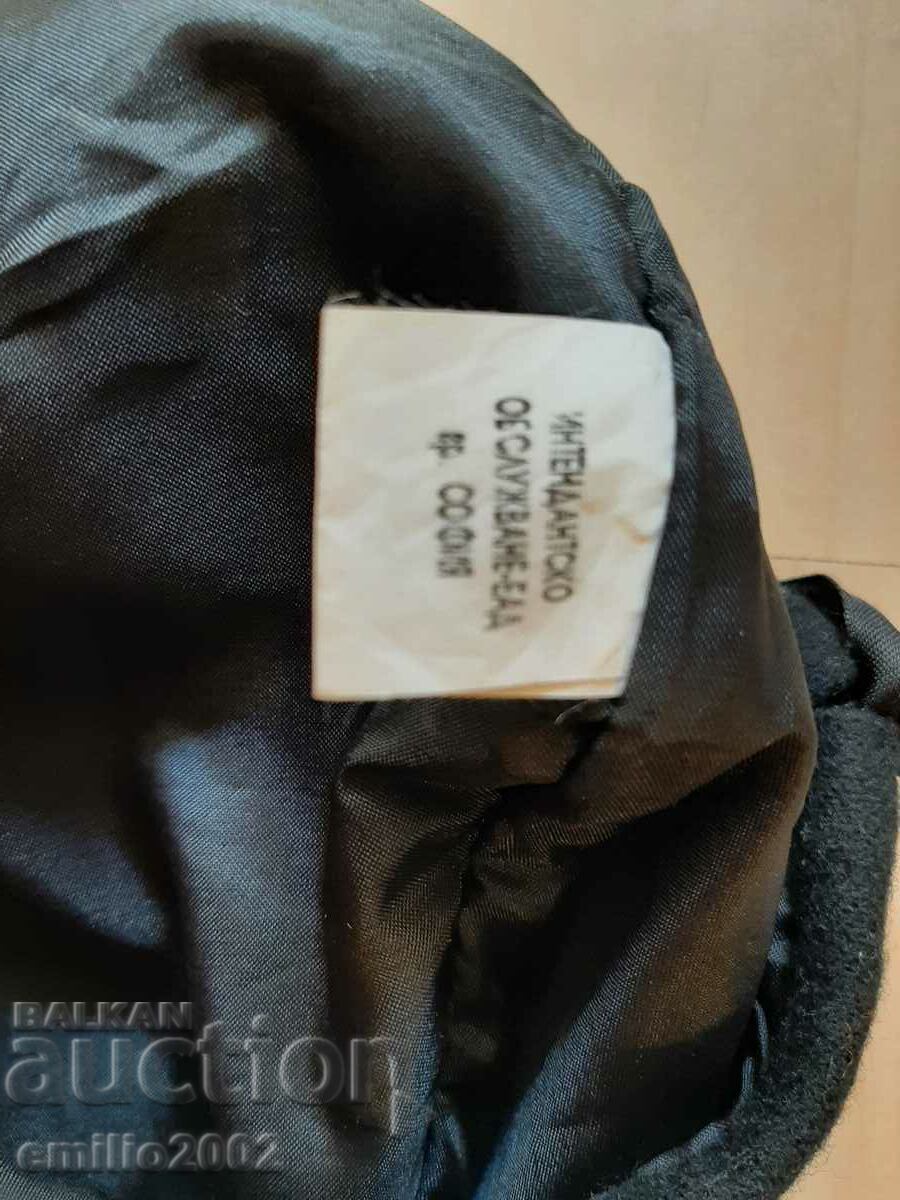 ИНТЕНДАНТСКО
ОБСЛУЖВАНЕ-ЕАД
гр. СОФИЯ
BALKAN
auction
emilio2002